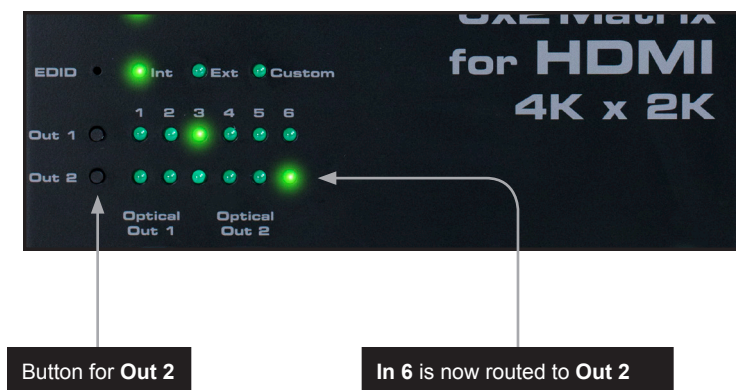 for HDMI
4K x 2K
EDID Int Ext Custom
1 2 3 4 5 6
Out 1
Out 2
Optical Optical
Out 1 Out 2
Button for Out 2
In 6 is now routed to Out 2